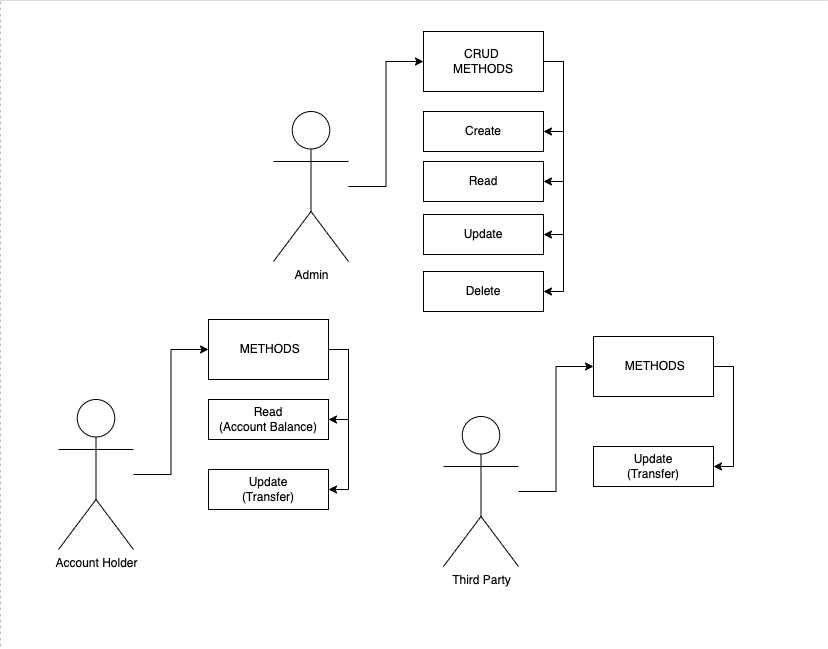 CRUD
METHODS
Create
Read
Update
Delete
Admin
METHODS
Read
(Account Balance)
Update
(Transfer)
Account Holder
METHODS
Update
(Transfer)
Third Party